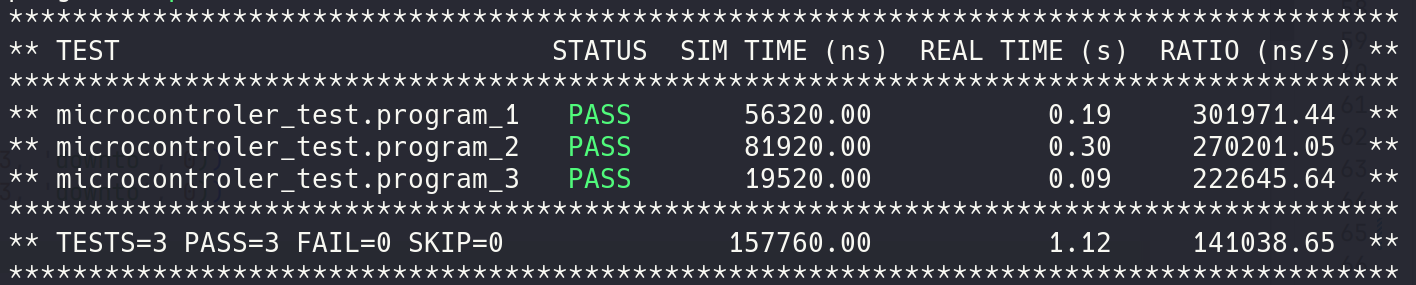 ***************************************************************************************
** TEST                           STATUS  SIM TIME (ns)  REAL TIME (s)  RATIO (ns/s) **
***************************************************************************************
** microcontroler_test.program_1   PASS       56320.00           0.19     301971.44  **
** microcontroler_test.program_2   PASS       81920.00           0.30     270201.05  **
** microcontroler_test.program_3   PASS       19520.00           0.09     222645.64  **
***************************************************************************************
** TESTS=3 PASS=3 FAIL=0 SKIP=0              157760.00           1.12     141038.65  **
***************************************************************************************